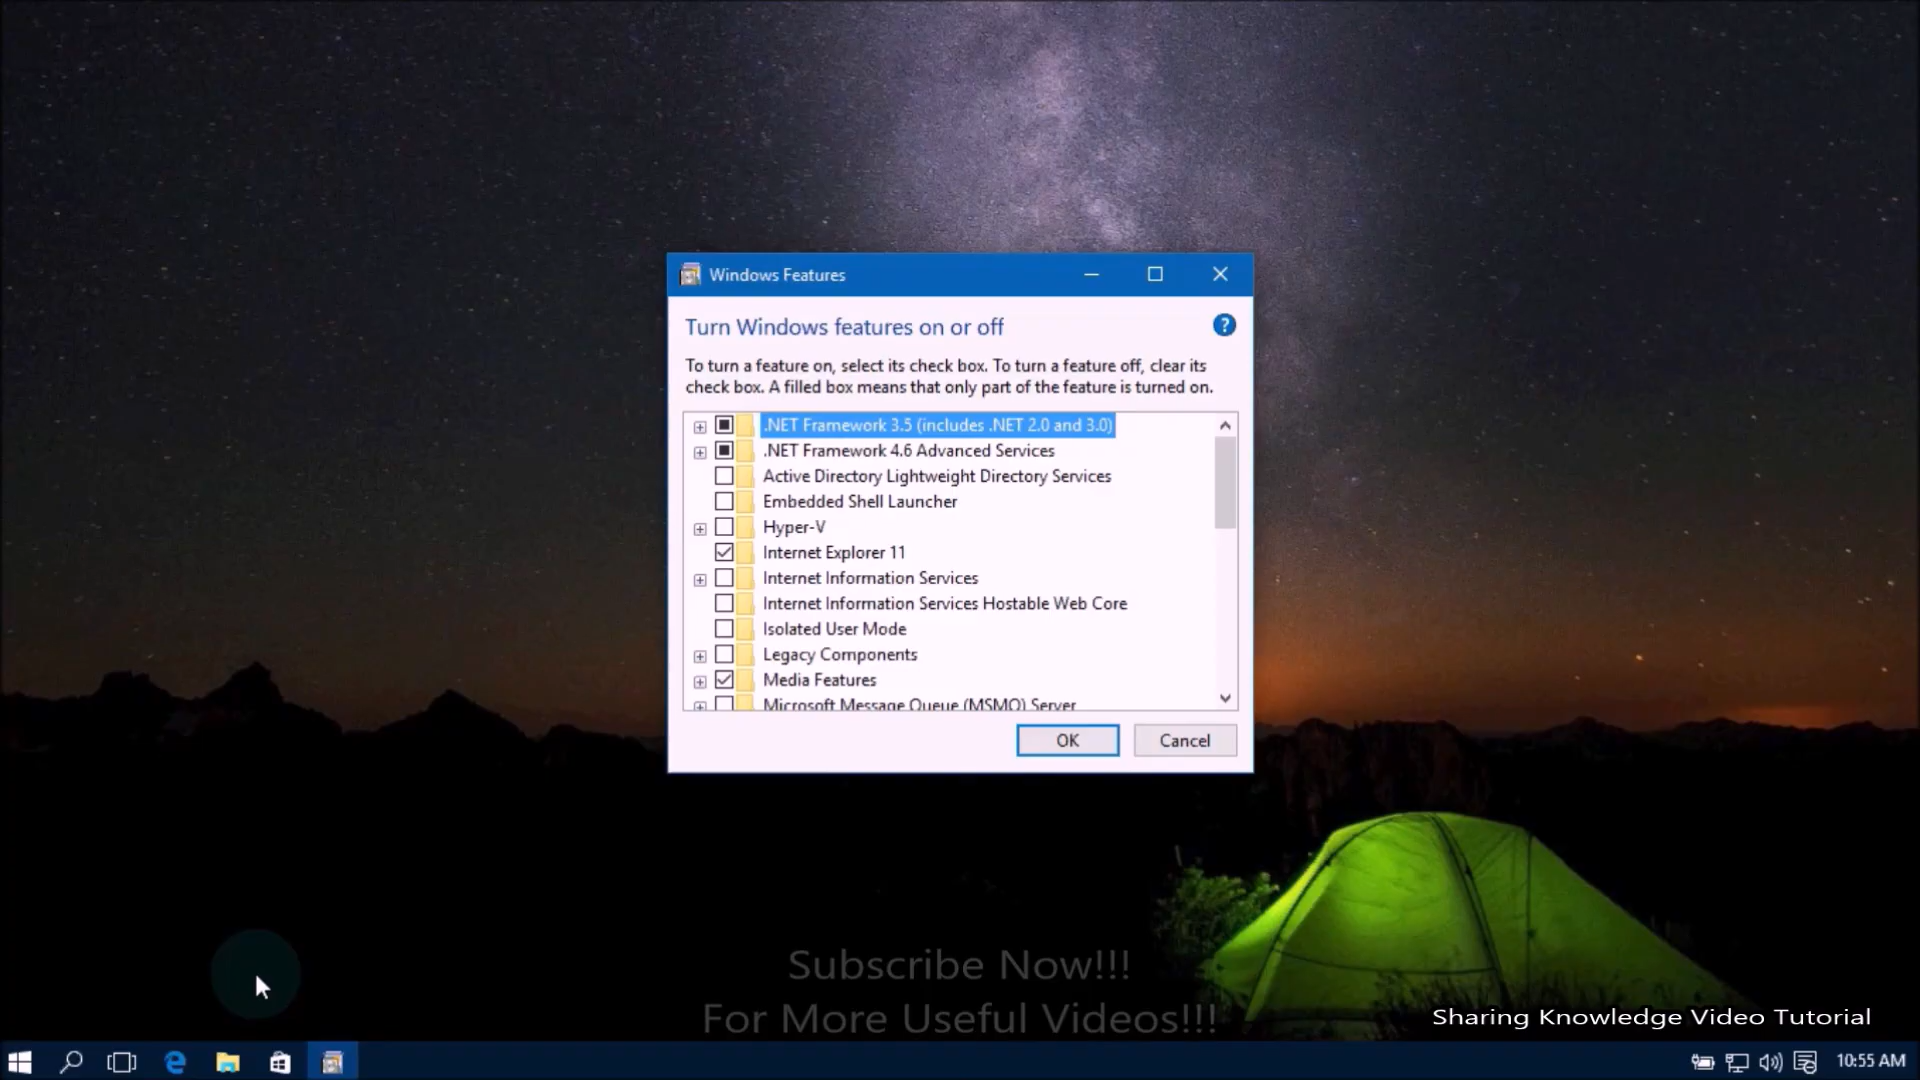 Windows Features
Turn Windows features on or off
?
To turn a feature on, select its check box. To turn a feature off, clear its
check box. A filled box means that only part of the feature is turned on.
.NET Framework 3.5 (includes .NET 2.0 and 3.0)
.NET Framework 4.6 Advanced Services
Active Directory Lightweight Directory Services
Embedded Shell Launcher
Hyper-V
Internet Explorer 11
Internet Information Services
Internet Information Services Hostable Web Core
Isolated User Mode
Legacy Components
Media Features
Microsoft Message Queue (MSMQ) Server
OK
Cancel
Subscribe Now!!!
For More Useful Videos!!!
Sharing Knowledge Video Tutorial
10:55 AM